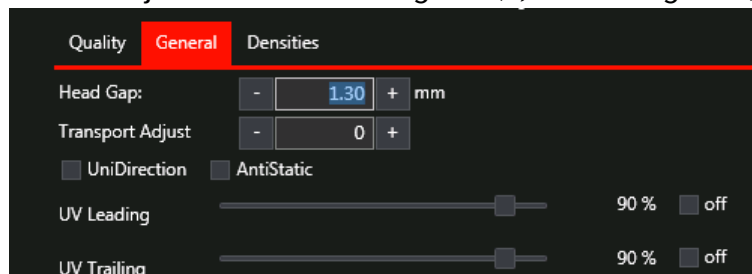 Quality General Densities
Head Gap: - 1.30 + mm
Transport Adjust - 0 +
UniDirection AntiStatic
UV Leading 90 % off
UV Trailing 90 % off